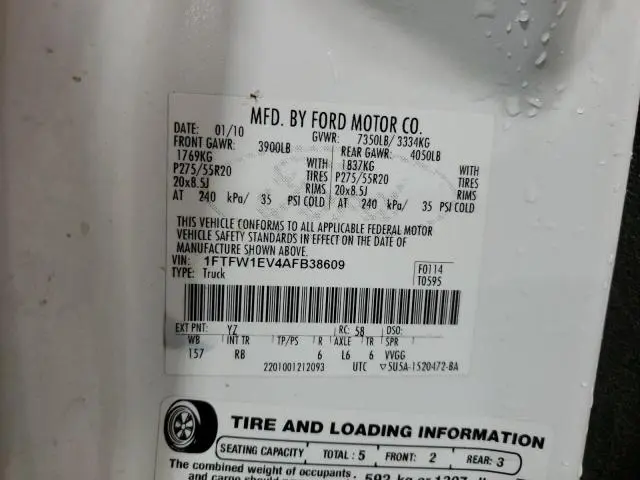 MFD. BY FORD MOTOR CO.
DATE: 01/10 GVWR: 7350LB/ 3334KG
FRONT GAWR: 3900LB REAR GAWR: 4050LB
1769KG WITH 1837KG WITH
P275/55R20 TIRES P275/55R20 TIRES
20x8.5J RIMS 20x8.5J RIMS
AT 240 kPa/ 35 PSI COLD AT 240 kPa/ 35 PSI COLD
THIS VEHICLE CONFORMS TO ALL APPLICABLE FEDERAL MOTOR
VEHICLE SAFETY STANDARDS IN EFFECT ON THE DATE OF
MANUFACTURE SHOWN ABOVE.
VIN: 1FTFW1EV4AFB38609 F0114
TYPE: Truck T0595
EXT PNT: YZ RC: 58 DSO:
WB INT TR TP/PS R AXLE TR SPR
157 RB 6 L6 6 VVGG
2201001212093 UTC ▽5U5A-1520472-BA
TIRE AND LOADING INFORMATION
SEATING CAPACITY TOTAL : 5 FRONT: 2 REAR: 3
The combined weight of occupants